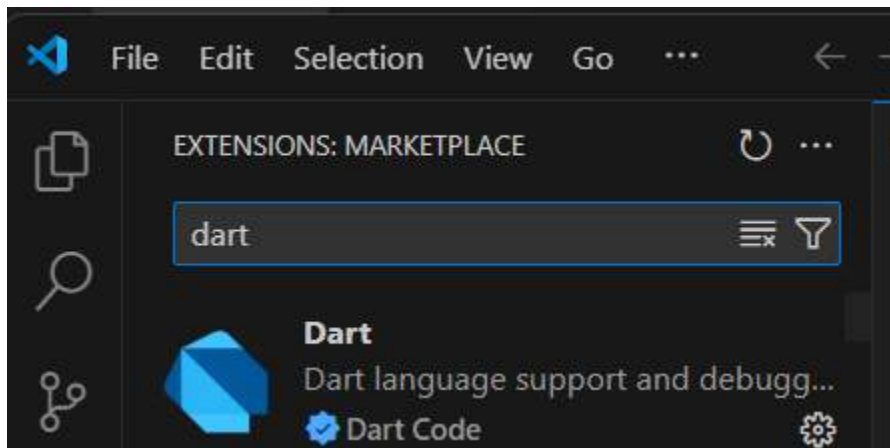 File Edit Selection View Go ...
EXTENSIONS: MARKETPLACE
dart
Dart
Dart language support and debugg...
Dart Code